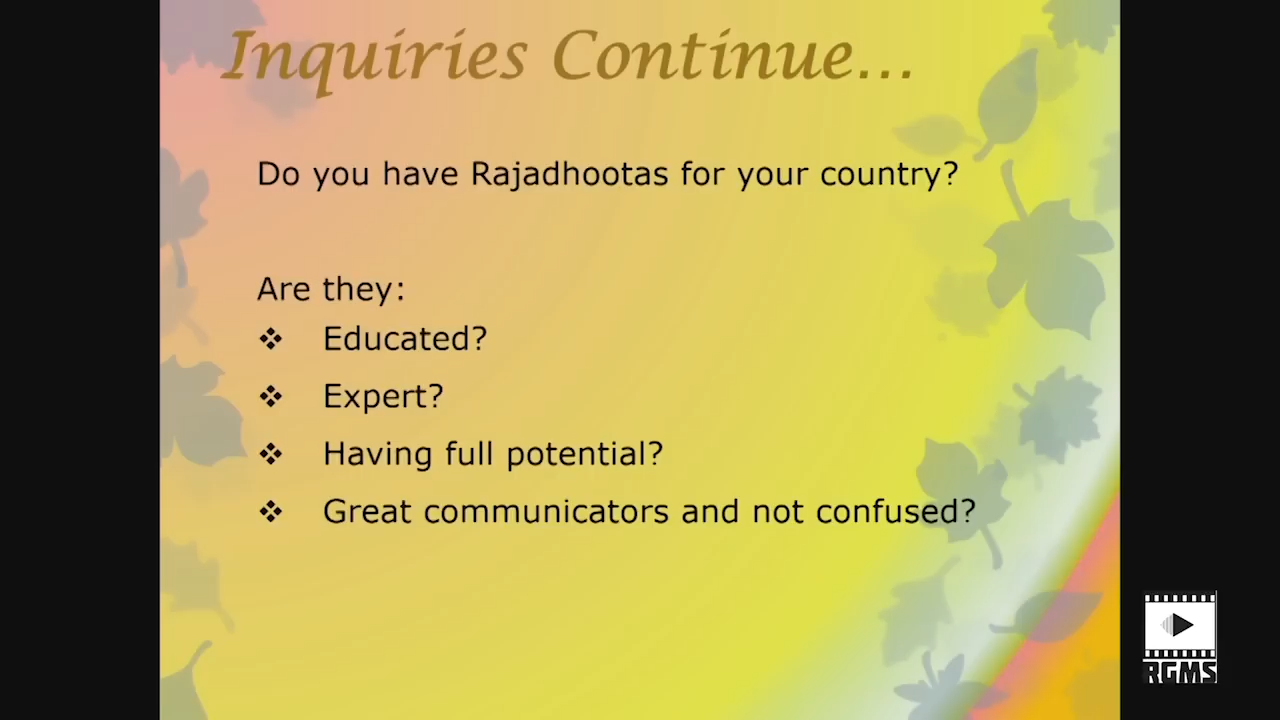 Inquiries Continue...
Do you have Rajadhootas for your country?
Are they:
❖ Educated?
❖ Expert?
❖ Having full potential?
❖ Great communicators and not confused?
RGMS